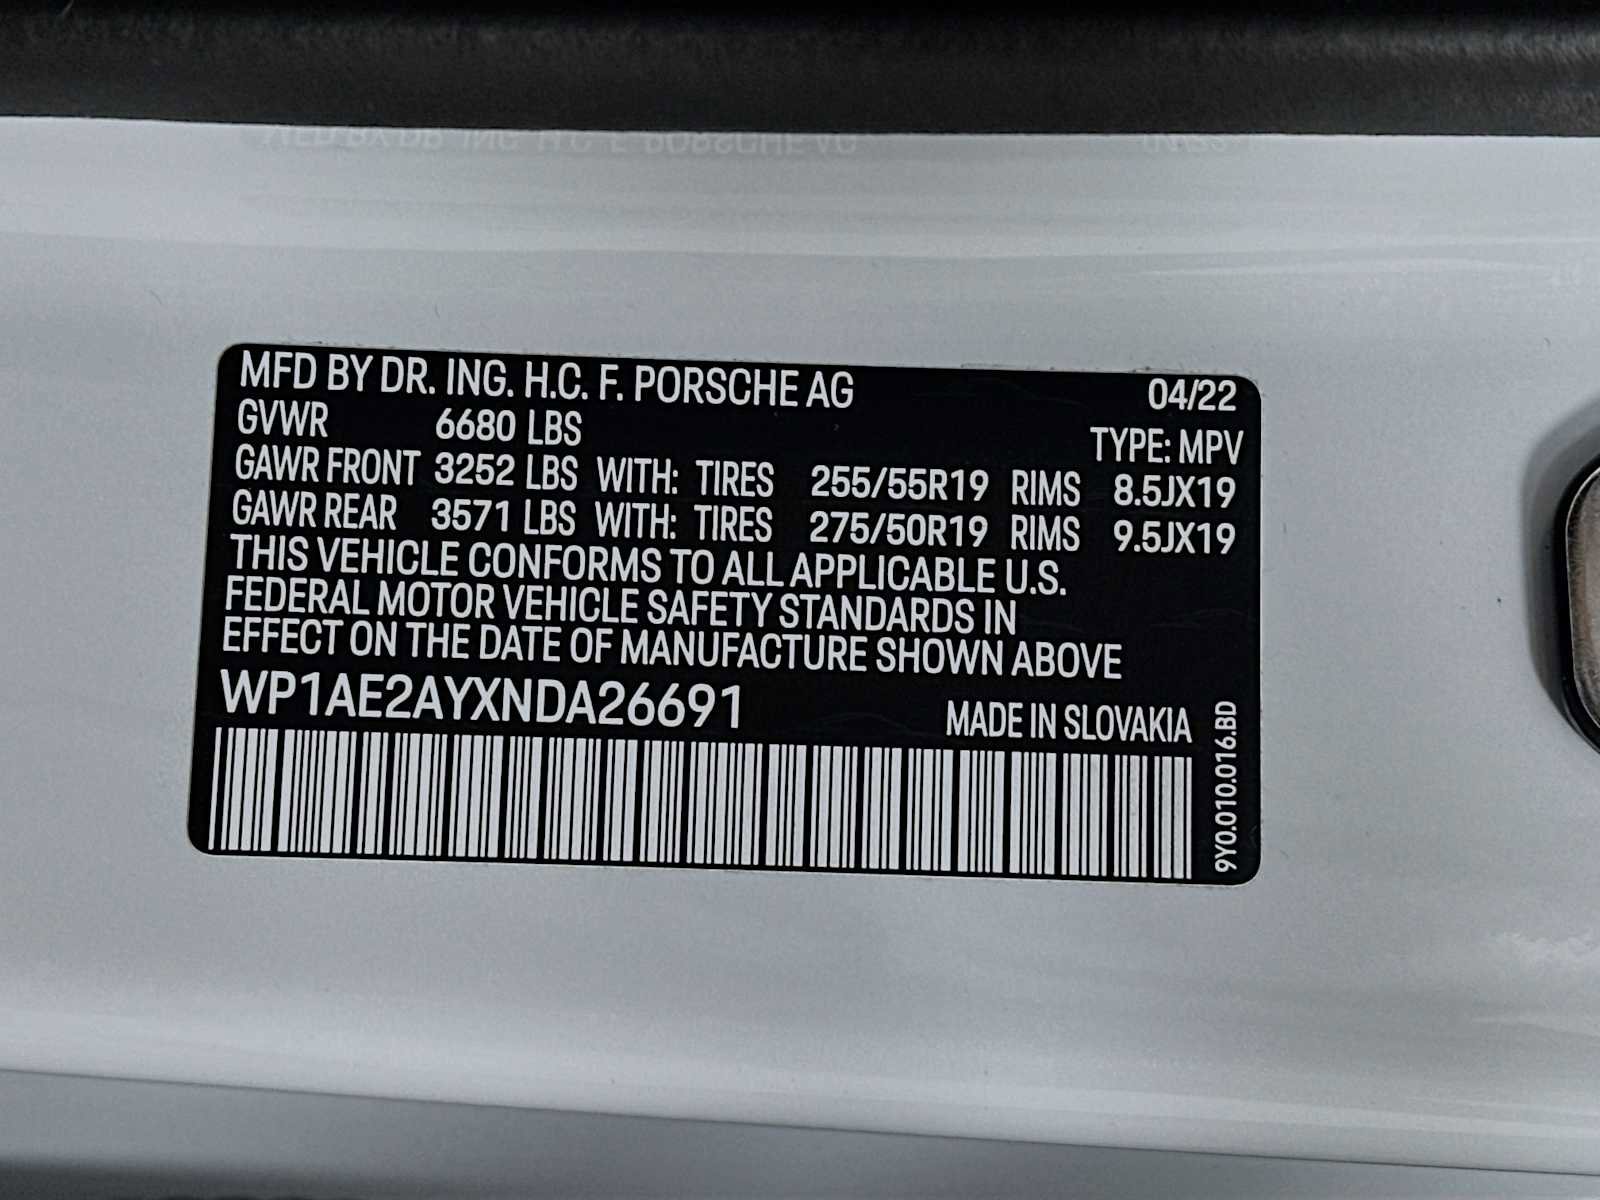 MFD BY DR. ING. H.C. F. PORSCHE AG 04/22
GVWR 6680 LBS TYPE: MPV
GAWR FRONT 3252 LBS WITH: TIRES 255/55R19 RIMS 8.5JX19
GAWR REAR 3571 LBS WITH: TIRES 275/50R19 RIMS 9.5JX19
THIS VEHICLE CONFORMS TO ALL APPLICABLE U.S.
FEDERAL MOTOR VEHICLE SAFETY STANDARDS IN
EFFECT ON THE DATE OF MANUFACTURE SHOWN ABOVE
WP1AE2AYXNDA26691 MADE IN SLOVAKIA
9Y0.010.016.BD